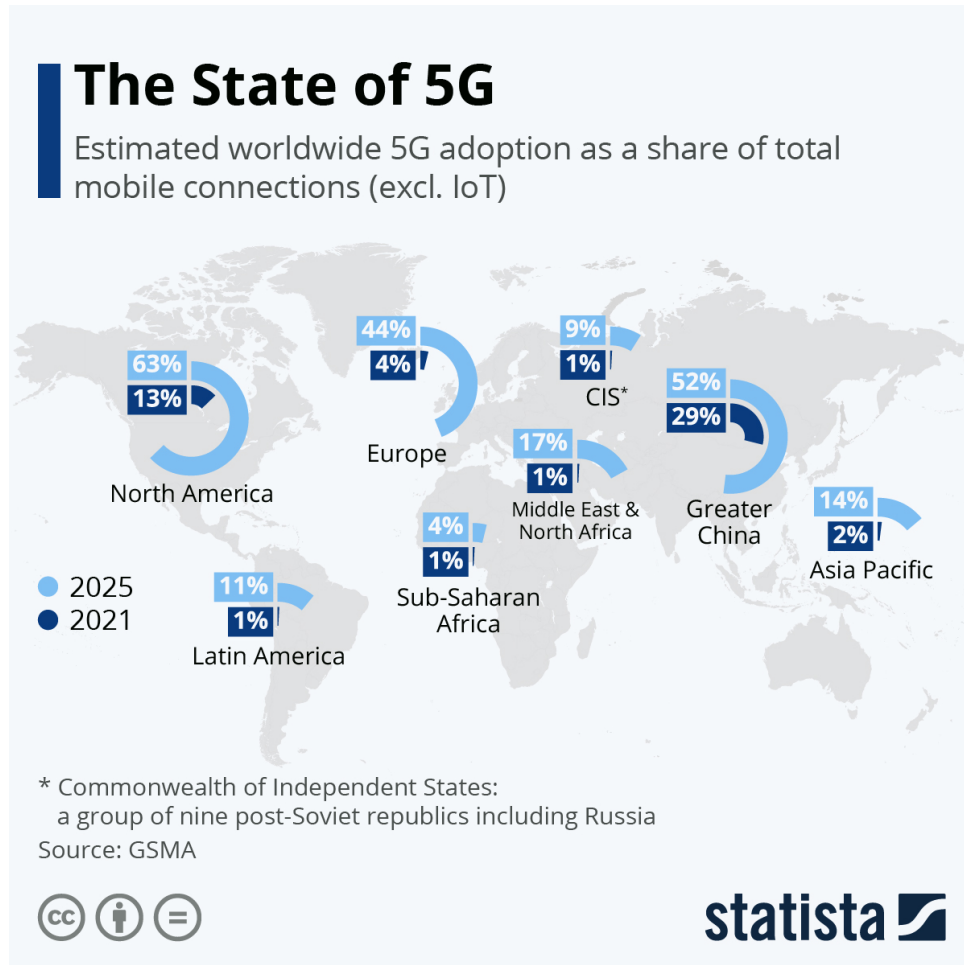 The State of 5G
Estimated worldwide 5G adoption as a share of total
mobile connections (excl. IoT)
63%
13%
North America
44%
4%
Europe
9%
1%
CIS*
52%
29%
Greater
China
17%
1%
Middle East &
North Africa
14%
2%
Asia Pacific
4%
1%
Sub-Saharan
Africa
11%
1%
Latin America
2025
2021
* Commonwealth of Independent States:
a group of nine post-Soviet republics including Russia
Source: GSMA
cc
statista